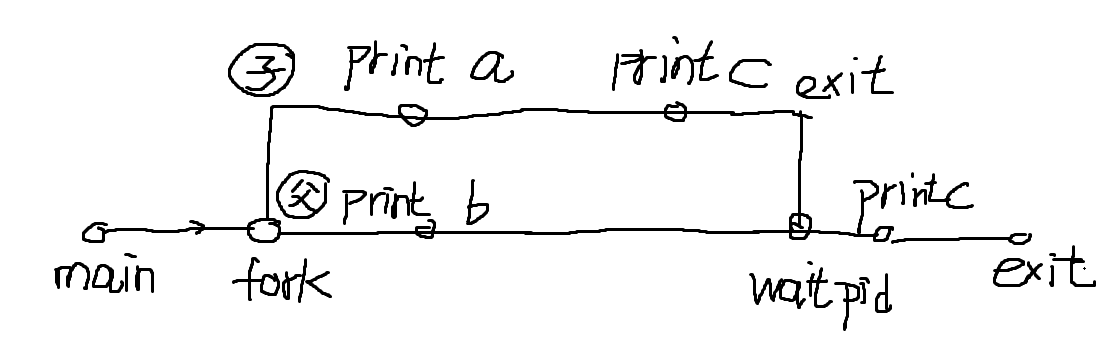 子 print a print c exit
父 print b
print c
main fork waitpid exit